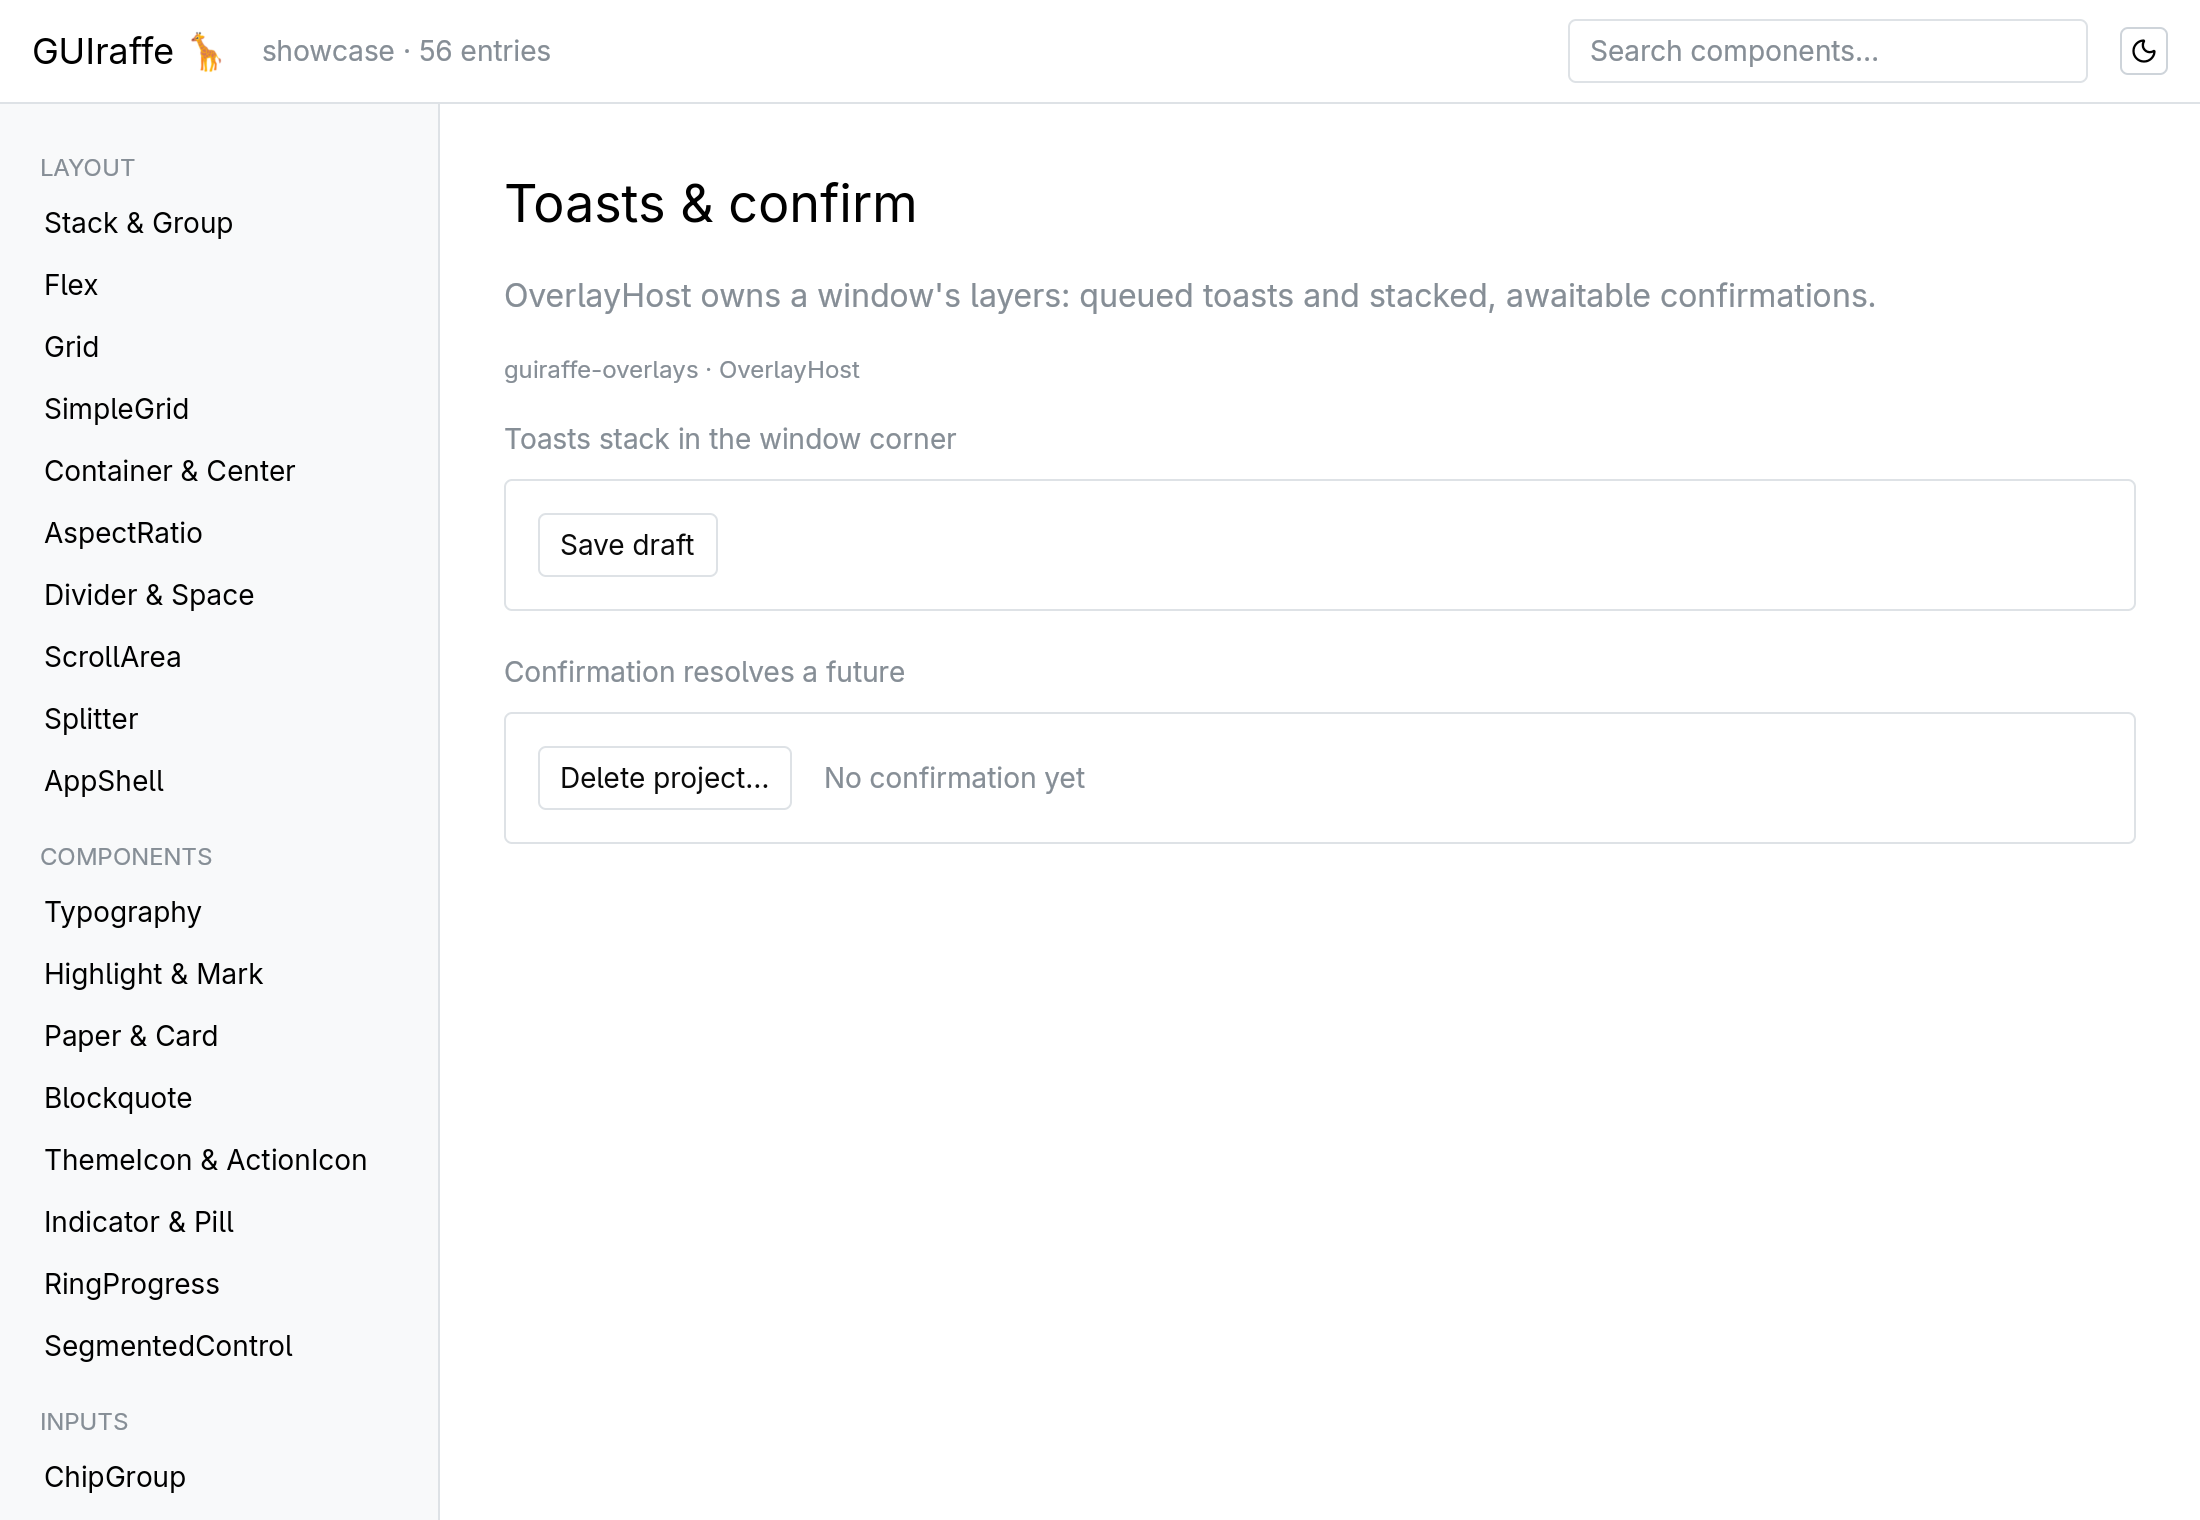 GUIraffe 🦒
showcase · 56 entries
Search components...
LAYOUT
Stack & Group
Flex
Grid
SimpleGrid
Container & Center
AspectRatio
Divider & Space
ScrollArea
Splitter
AppShell
COMPONENTS
Typography
Highlight & Mark
Paper & Card
Blockquote
ThemeIcon & ActionIcon
Indicator & Pill
RingProgress
SegmentedControl
INPUTS
ChipGroup
Toasts & confirm
OverlayHost owns a window's layers: queued toasts and stacked, awaitable confirmations.
guiraffe-overlays · OverlayHost
Toasts stack in the window corner
Save draft
Confirmation resolves a future
Delete project...
No confirmation yet